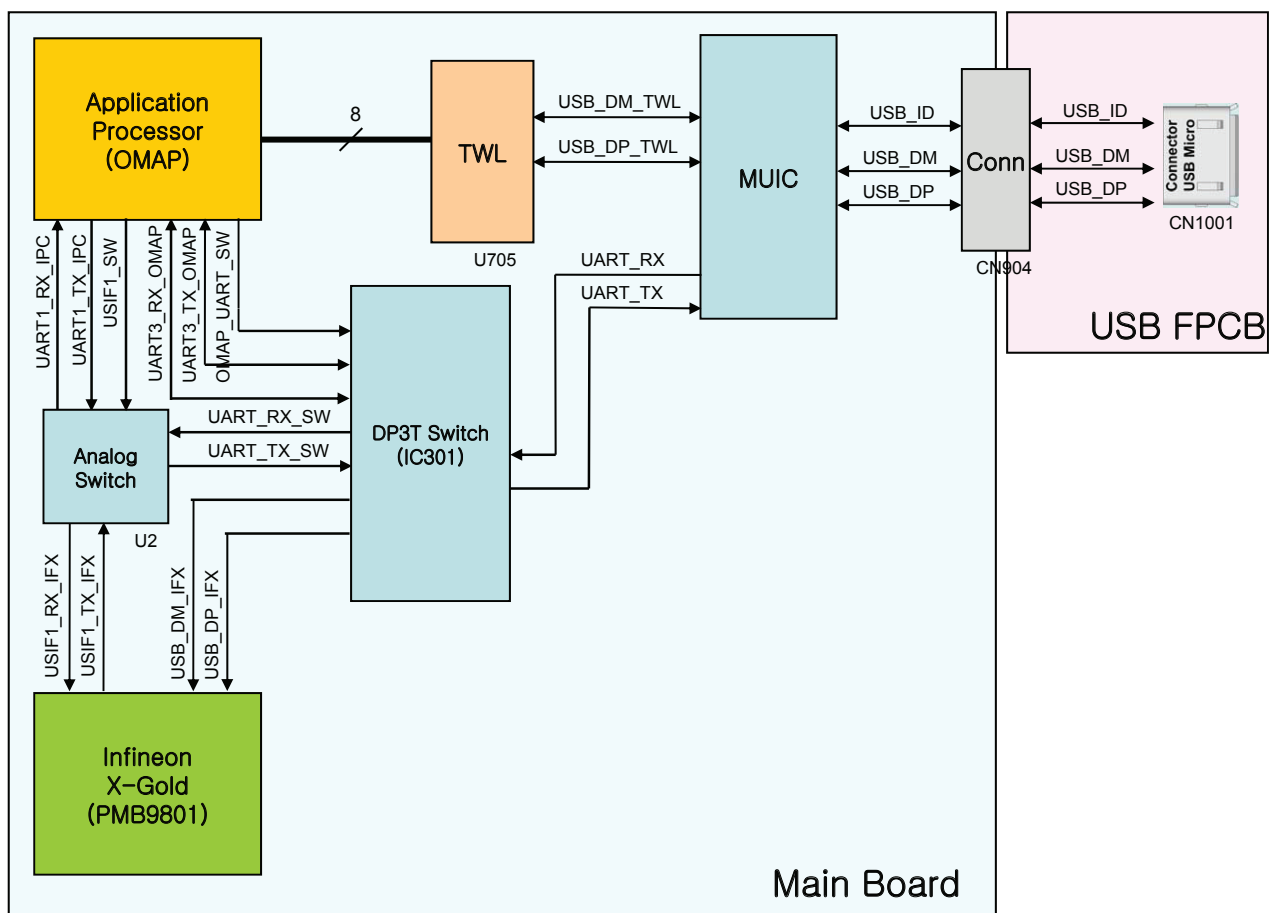 Application
Processor
(OMAP)
8
TWL
U705
USB_DM_TWL
USB_DP_TWL
MUIC
USB_ID
USB_DM
USB_DP
Conn
CN904
USB_ID
USB_DM
USB_DP
Connector
USB Micro
CN1001
USB FPCB
UART1_RX_IPC
UART1_TX_IPC
USIF1_SW
UART3_RX_OMAP
UART3_TX_OMAP
OMAP_UART_SW
UART_RX
UART_TX
Analog
Switch
U2
UART_RX_SW
UART_TX_SW
DP3T Switch
(IC301)
USIF1_RX_IFX
USIF1_TX_IFX
USB_DM_IFX
USB_DP_IFX
Infineon
X-Gold
(PMB9801)
Main Board